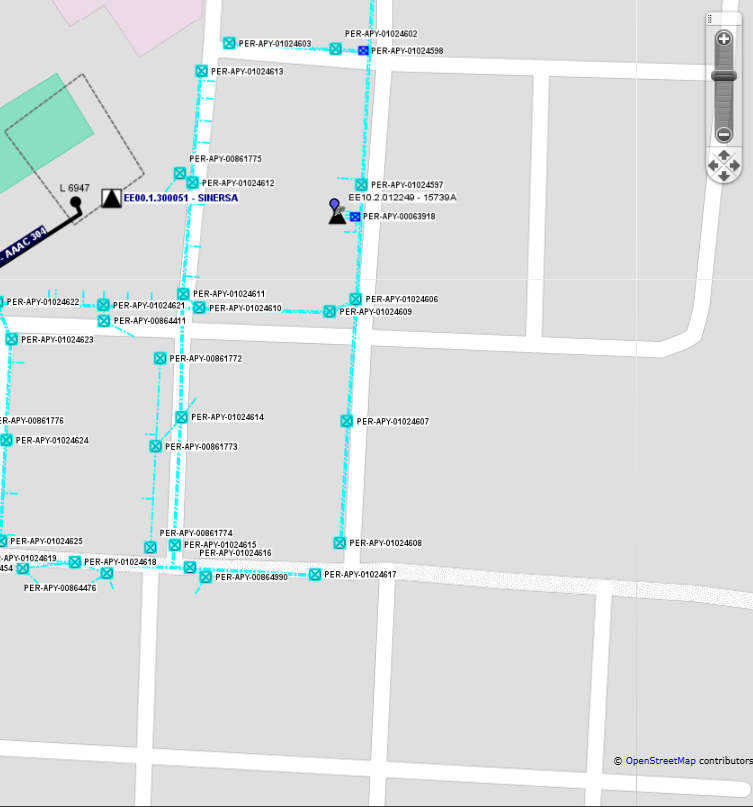 PER-APY-01024602
PER-APY-01024603
PER-APY-01024598
PER-APY-01024613
PER-APY-00861775
PER-APY-01024612
PER-APY-01024597
L 6947
EE00.1.300051 - SINERSA
EE10.2.012249 - 15739A
PER-APY-00063918
- AAAC 304
PER-APY-01024611
PER-APY-01024606
PER-APY-01024622
PER-APY-01024621
PER-APY-01024610
PER-APY-01024609
PER-APY-00864411
PER-APY-01024623
PER-APY-00861772
PER-APY-01024614
PER-APY-01024607
ER-APY-00861776
PER-APY-01024624
PER-APY-00861773
PER-APY-00861774
PER-APY-01024625
PER-APY-01024615
PER-APY-01024608
PER-APY-01024616
-APY-01024619
PER-APY-01024618
454
PER-APY-00864990
PER-APY-01024617
PER-APY-00864476
© OpenStreetMap contributors